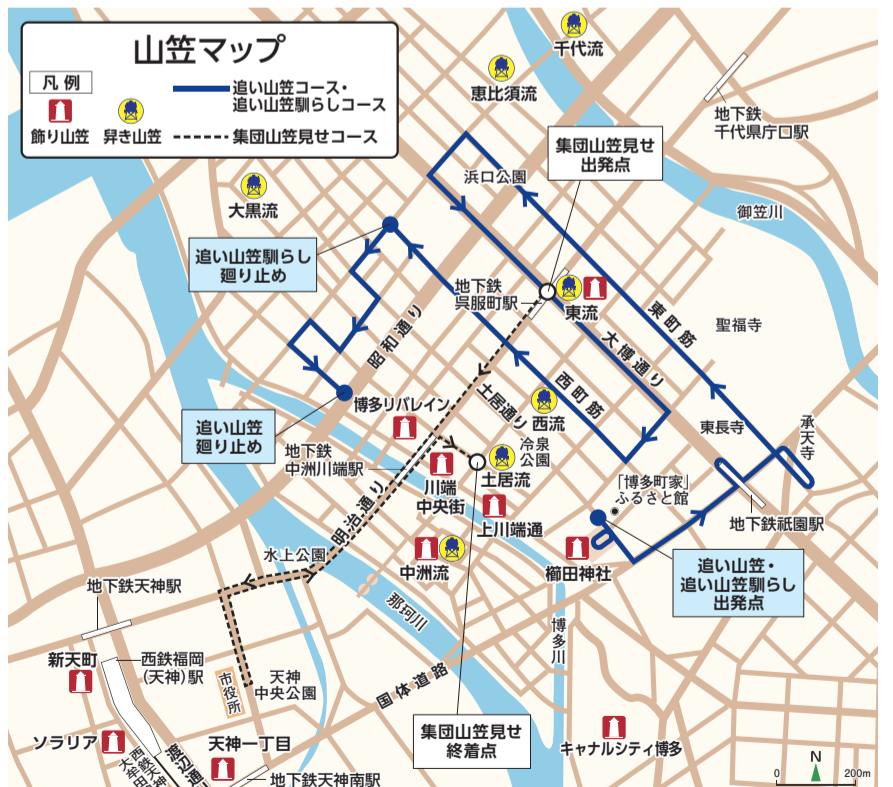 山笠マップ
凡例
飾り山笠
舁き山笠
追い山笠コース・
追い山笠馴らしコース
集団山笠見せコース
千代流
恵比須流
地下鉄
千代県庁口駅
集団山笠見せ
出発点
浜口公園
大黒流
御笠川
追い山笠馴らし
廻り止め
地下鉄
呉服町駅
東流
東町筋
聖福寺
昭和通り
大博通り
土居通り
西町筋
西流
博多リバレイン
追い山笠
廻り止め
地下鉄
中洲川端駅
冷泉
公園
東長寺
承天寺
川端
中央街
土居流
「博多町家」
ふるさと館
上川端通
地下鉄祇園駅
明治通り
水上公園
中洲流
櫛田神社
追い山笠・
追い山笠馴らし
出発点
地下鉄天神駅
那珂川
博多川
新天町
西鉄福岡
(天神)駅
市役所
天神
中央公園
国体道路
集団山笠見せ
終着点
ソラリア
天神一丁目
キャナルシティ博多
西鉄天神
大牟田
渡辺通
地下鉄天神南駅
N
0
200m